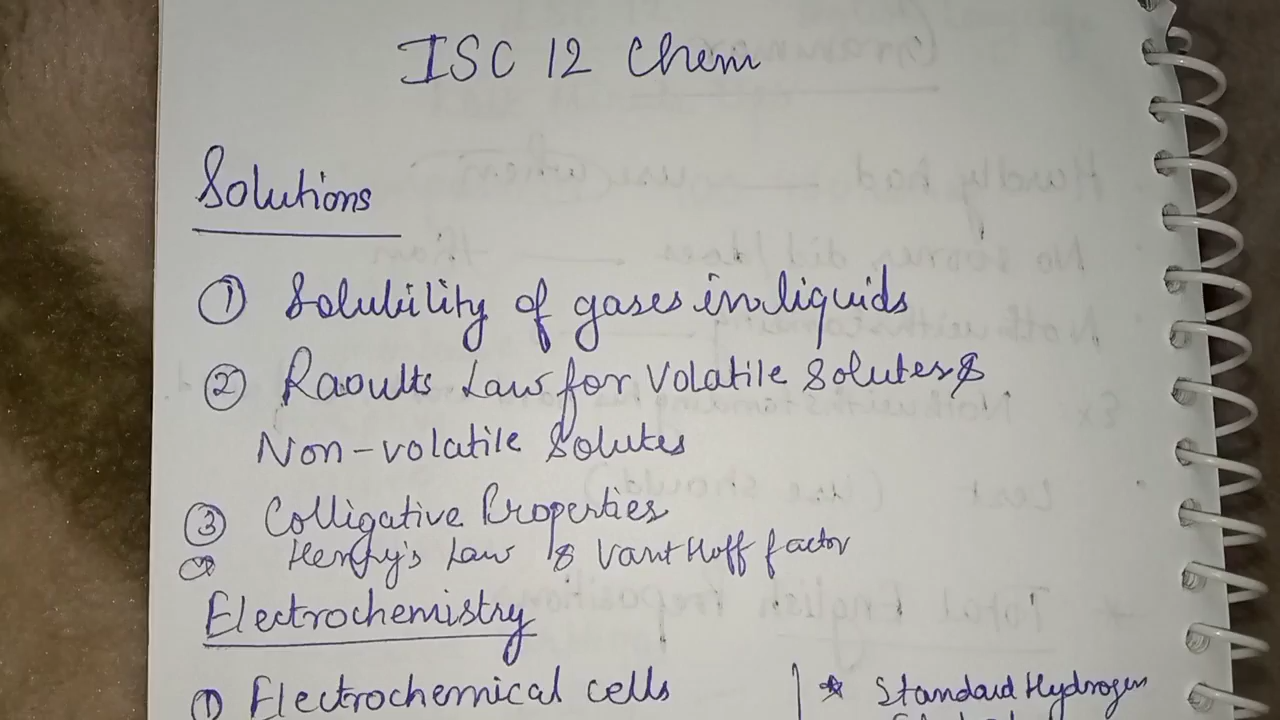 ISC 12 Chem
Solutions
① Solubility of gases in liquids
② Raoults Law for Volatile Solutes &
Non-volatile Solutes
③ Colligative Properties
Henry's Law & Vant Hoff factor
Electrochemistry
① Electrochemical cells
* Standard Hydrogen